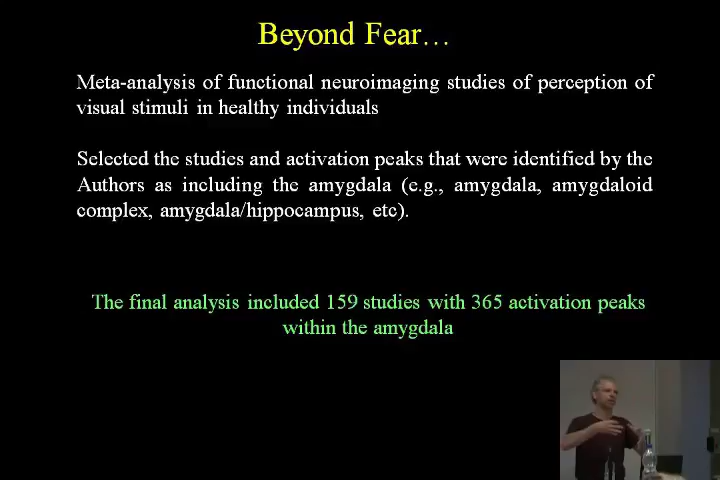 Beyond Fear…
Meta-analysis of functional neuroimaging studies of perception of
visual stimuli in healthy individuals
Selected the studies and activation peaks that were identified by the
Authors as including the amygdala (e.g., amygdala, amygdaloid
complex, amygdala/hippocampus, etc).
The final analysis included 159 studies with 365 activation peaks
within the amygdala